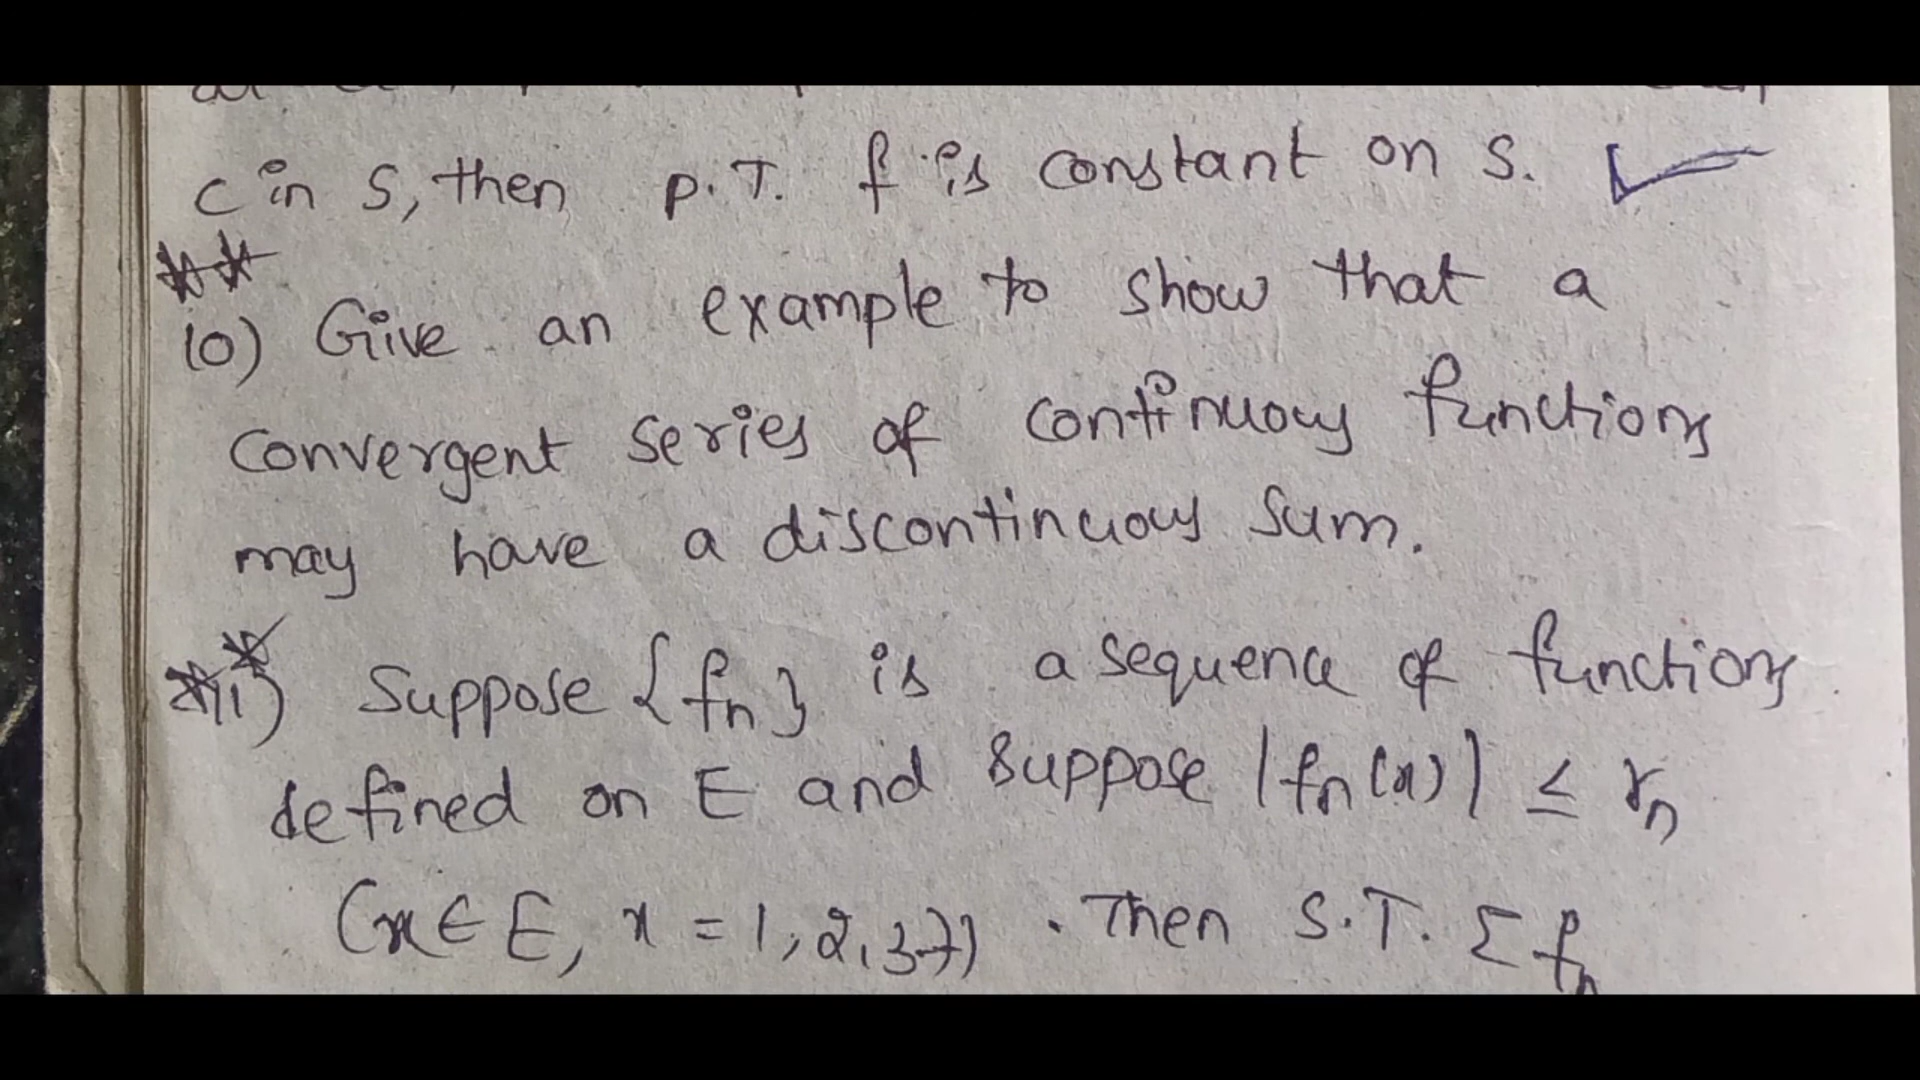 c in S, then P.T. f is constant on S.
**
10) Give an example to show that a
convergent series of continuous functions
may have a discontinuous sum.
**
11) Suppose {fn} is a sequence of functions
defined on E and suppose |fn(x)| ≤ rn
(x∈E, x = 1,2,3 . Then S.T. Σ fn